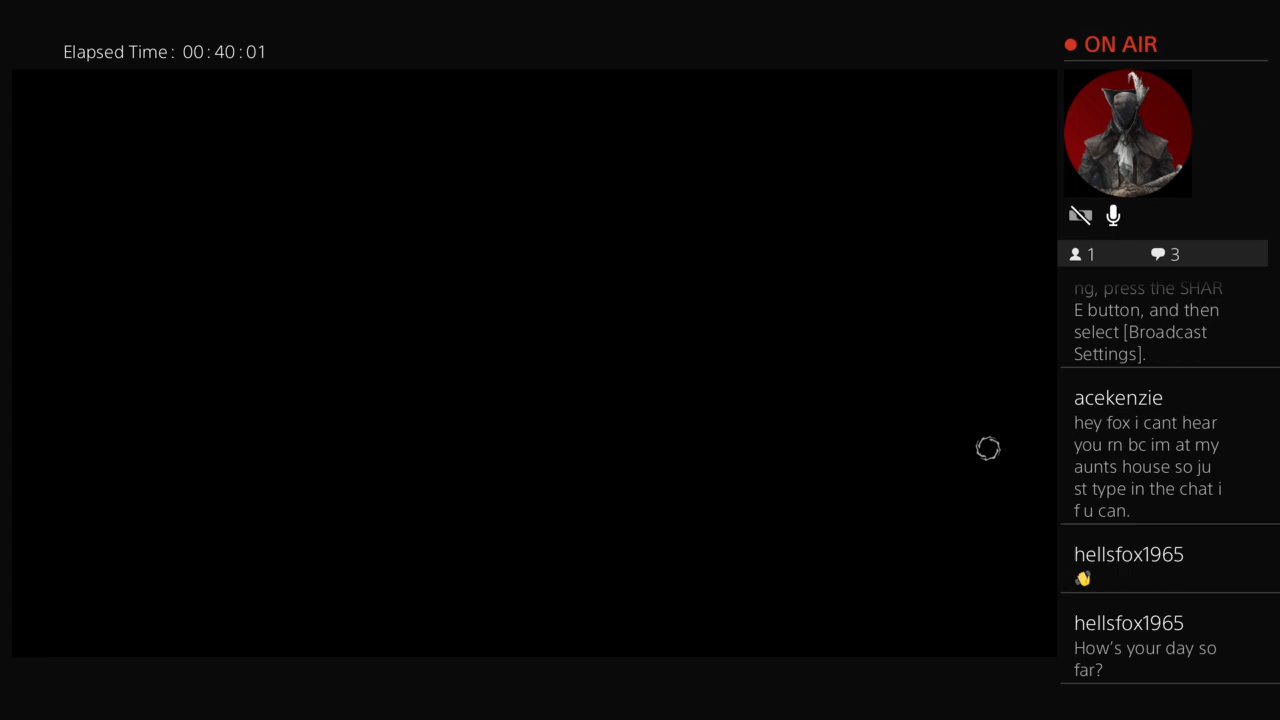 Elapsed Time: 00:40:01
ON AIR
1
3
ng, press the SHAR
E button, and then
select [Broadcast
Settings].
acekenzie
hey fox i cant hear
you rn bc im at my
aunts house so ju
st type in the chat i
f u can.
hellsfox1965
👋
hellsfox1965
How’s your day so
far?